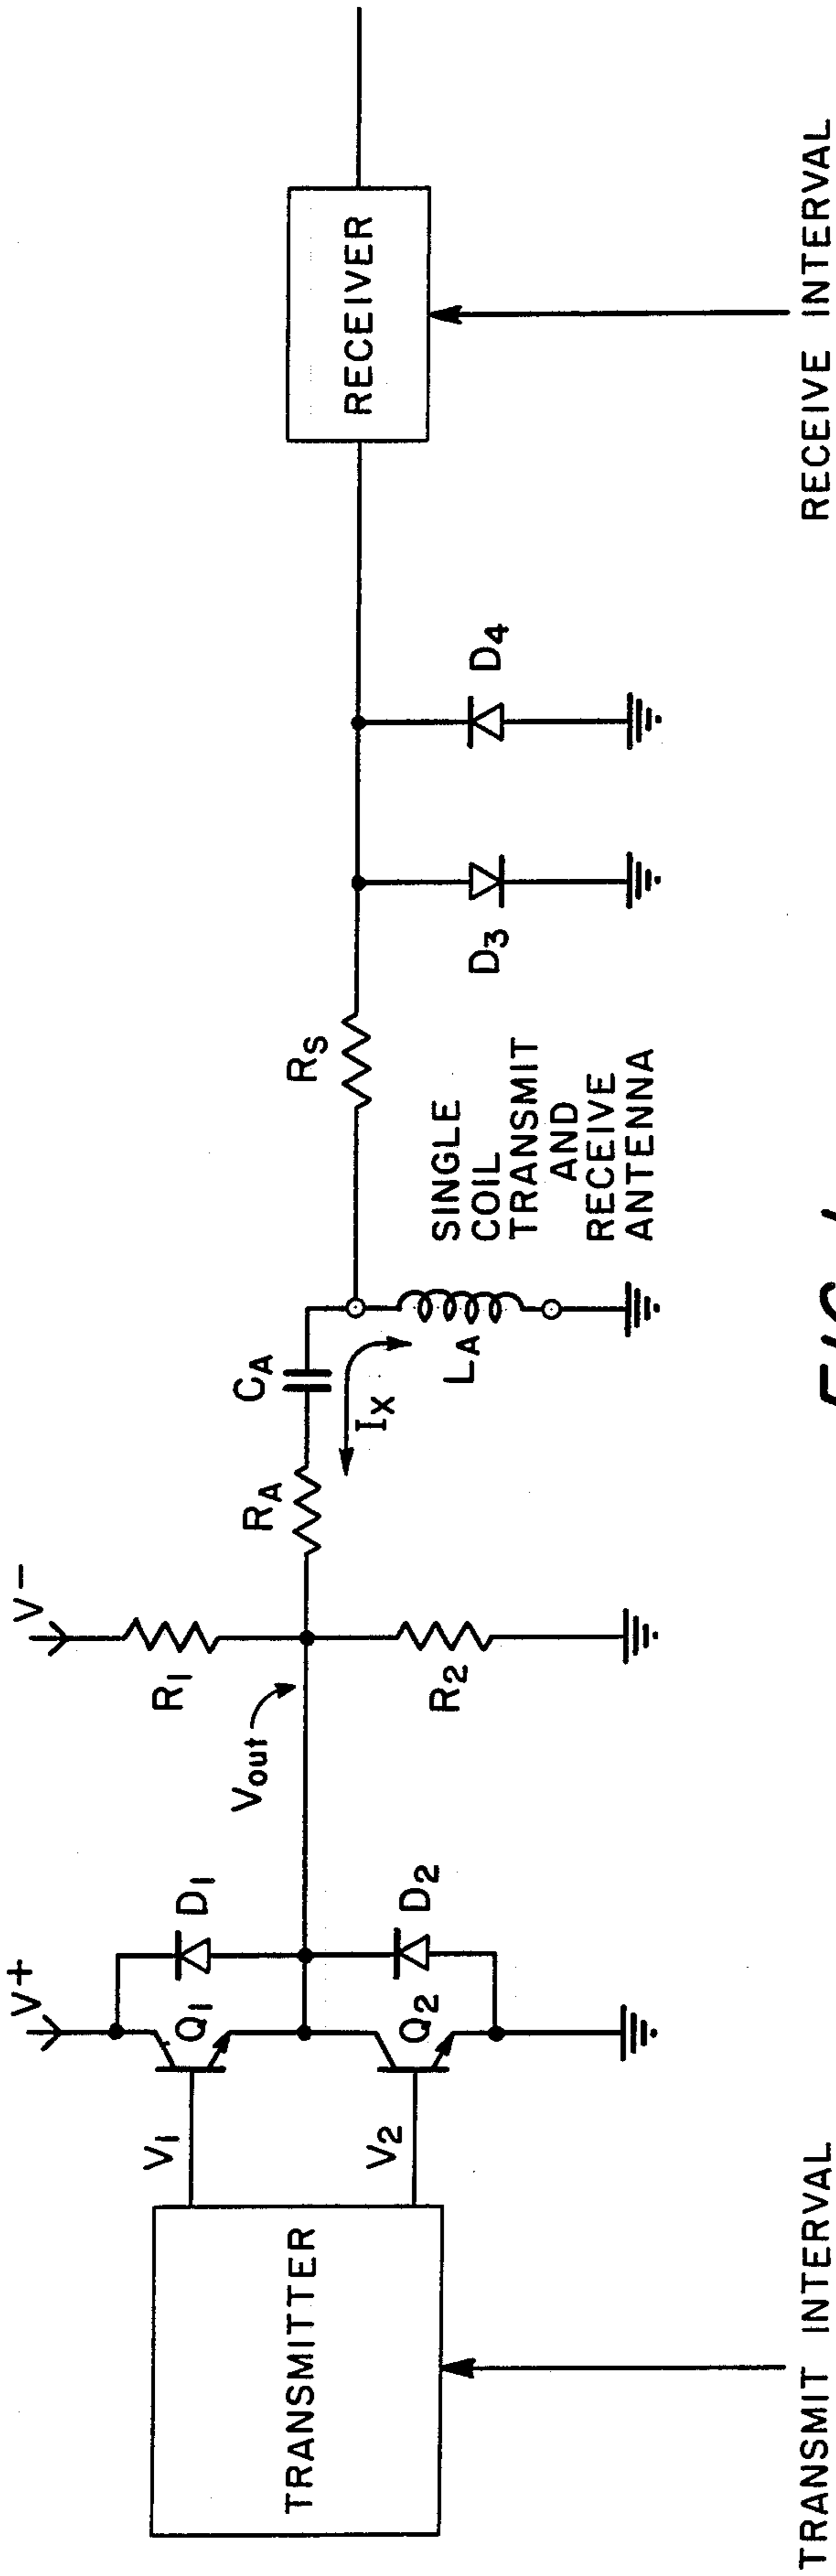 TRANSMITTER
TRANSMIT INTERVAL
V1
V2
V+
Q1
Q2
D1
D2
Vout
V−
R1
R2
RA
CA
IX
LA
SINGLE
COIL
TRANSMIT
AND
RECEIVE
ANTENNA
RS
D3
D4
RECEIVER
RECEIVE INTERVAL